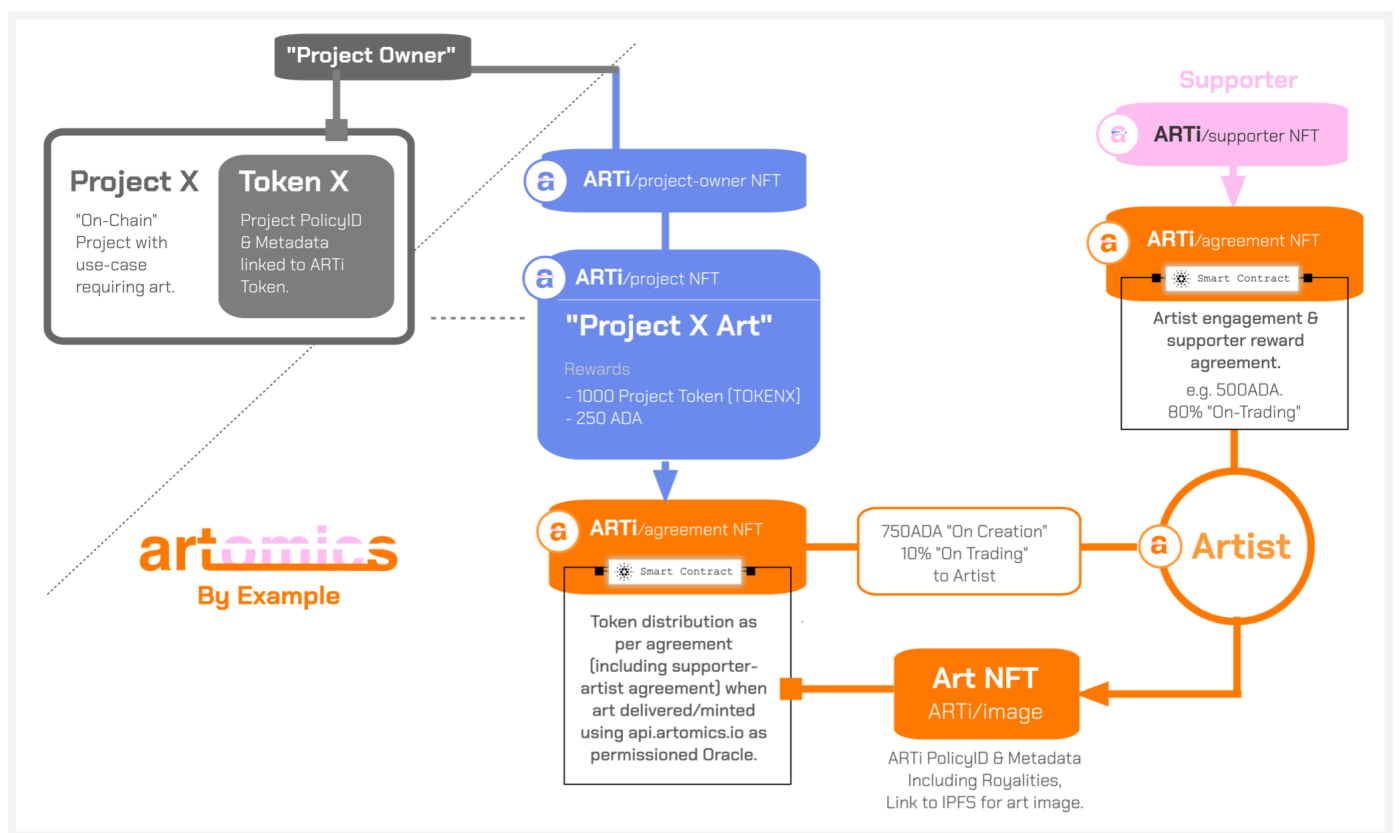 "Project Owner"
Project X
"On-Chain"
Project with
use-case
requiring art.
Token X
Project PolicyID
& Metadata
linked to ARTi
Token.
a ARTi/project-owner NFT
a ARTi/project NFT
"Project X Art"
Rewards
- 1000 Project Token [TOKENX]
- 250 ADA
a ARTi/agreement NFT
Smart Contract
Token distribution as
per agreement
[including supporter-
artist agreement] when
art delivered/minted
using api.artomics.io as
permissioned Oracle.
750ADA "On Creation"
10% "On Trading"
to Artist
Supporter
a ARTi/supporter NFT
a ARTi/agreement NFT
Smart Contract
Artist engagement &
supporter reward
agreement.
e.g. 500ADA.
80% "On-Trading"
a Artist
Art NFT
ARTi/image
ARTi PolicyID & Metadata
Including Royalities,
Link to IPFS for art image.
artomics
By Example